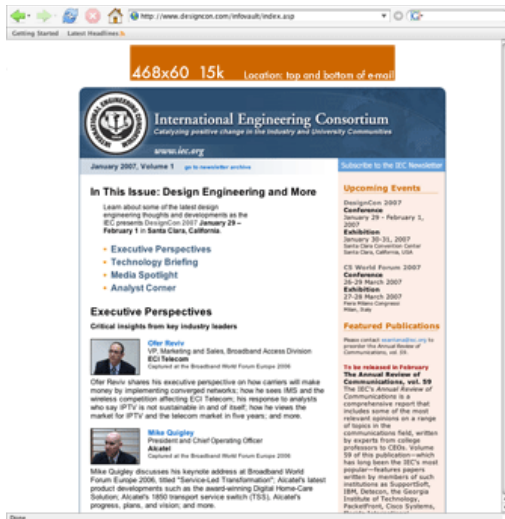 http://www.designcon.com/infovault/index.asp
Getting Started Latest Headlines
468x60 15k Location: top and bottom of e-mail
INTERNATIONAL ENGINEERING CONSORTIUM
International Engineering Consortium
Catalyzing positive change in the Industry and University Communities
www.iec.org
January 2007, Volume 1 go to newsletter archive
Subscribe to the IEC Newsletter
In This Issue: Design Engineering and More
Learn about some of the latest design
engineering thoughts and developments as the
IEC presents DesignCon 2007 January 29 –
February 1 in Santa Clara, California.
• Executive Perspectives
• Technology Briefing
• Media Spotlight
• Analyst Corner
Executive Perspectives
Critical insights from key industry leaders
Ofer Reviv
VP, Marketing and Sales, Broadband Access Division
ECI Telecom
Captured at the Broadband World Forum Europe 2006
Ofer Reviv shares his executive perspective on how carriers will make
money by implementing converged networks; how he sees IMS and the
wireless competition affecting ECI Telecom; his response to analysts
who say IPTV is not sustainable in and of itself; how he views the
market for IPTV and the telecom market in five years; and more.
Mike Quigley
President and Chief Operating Officer
Alcatel
Captured at the Broadband World Forum Europe 2006
Mike Quigley discusses his keynote address at Broadband World
Forum Europe 2006, titled "Service-Led Transformation"; Alcatel's latest
product developments such as the award-winning Digital Home-Care
Solution; Alcatel's 1850 transport service switch (TSS), Alcatel's
progress, plans, and vision; and more.
Upcoming Events
DesignCon 2007
Conference
January 29 - February 1,
2007
Exhibition
January 30-31, 2007
Santa Clara Convention Center
Santa Clara, California, USA
C5 World Forum 2007
Conference
26-29 March 2007
Exhibition
27-28 March 2007
Fiera Milano Congressi
Milan, Italy
Featured Publications
Please contact @iec.org to
preorder the Annual Review of
Communications, vol. 59.
To be released in February
The Annual Review of
Communications, vol. 59
The IEC's Annual Review of
Communications is a
comprehensive report that
includes some of the most
relevant opinions on a range
of topics in the
communications field, written
by experts from college
professors to CEOs. Volume
59 of this publication—which
has long been the IEC's most
popular—features papers
written by members of such
institutions as SupportSoft,
IBM, Detecon, the Georgia
Institute of Technology,
PacketFront, Cisco Systems,
Done